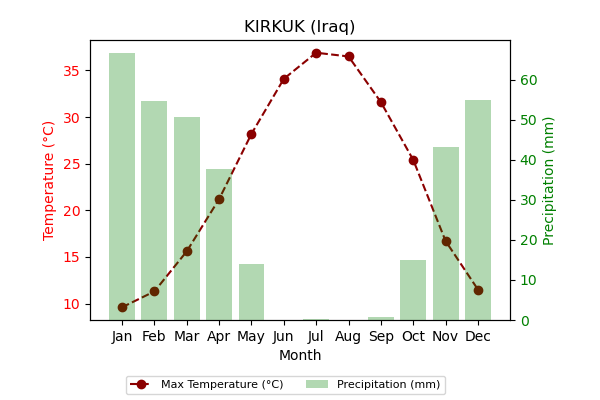 KIRKUK (Iraq)
35
30
25
20
15
10
Temperature (°C)
60
50
40
30
20
10
0
Precipitation (mm)
Jan Feb Mar Apr May Jun Jul Aug Sep Oct Nov Dec
Month
Max Temperature (°C) Precipitation (mm)